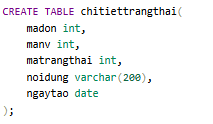 CREATE TABLE chitiettrangthai(
    madon int,
    manv int,
    matrangthai int,
    noidung varchar(200),
    ngaytao date
);